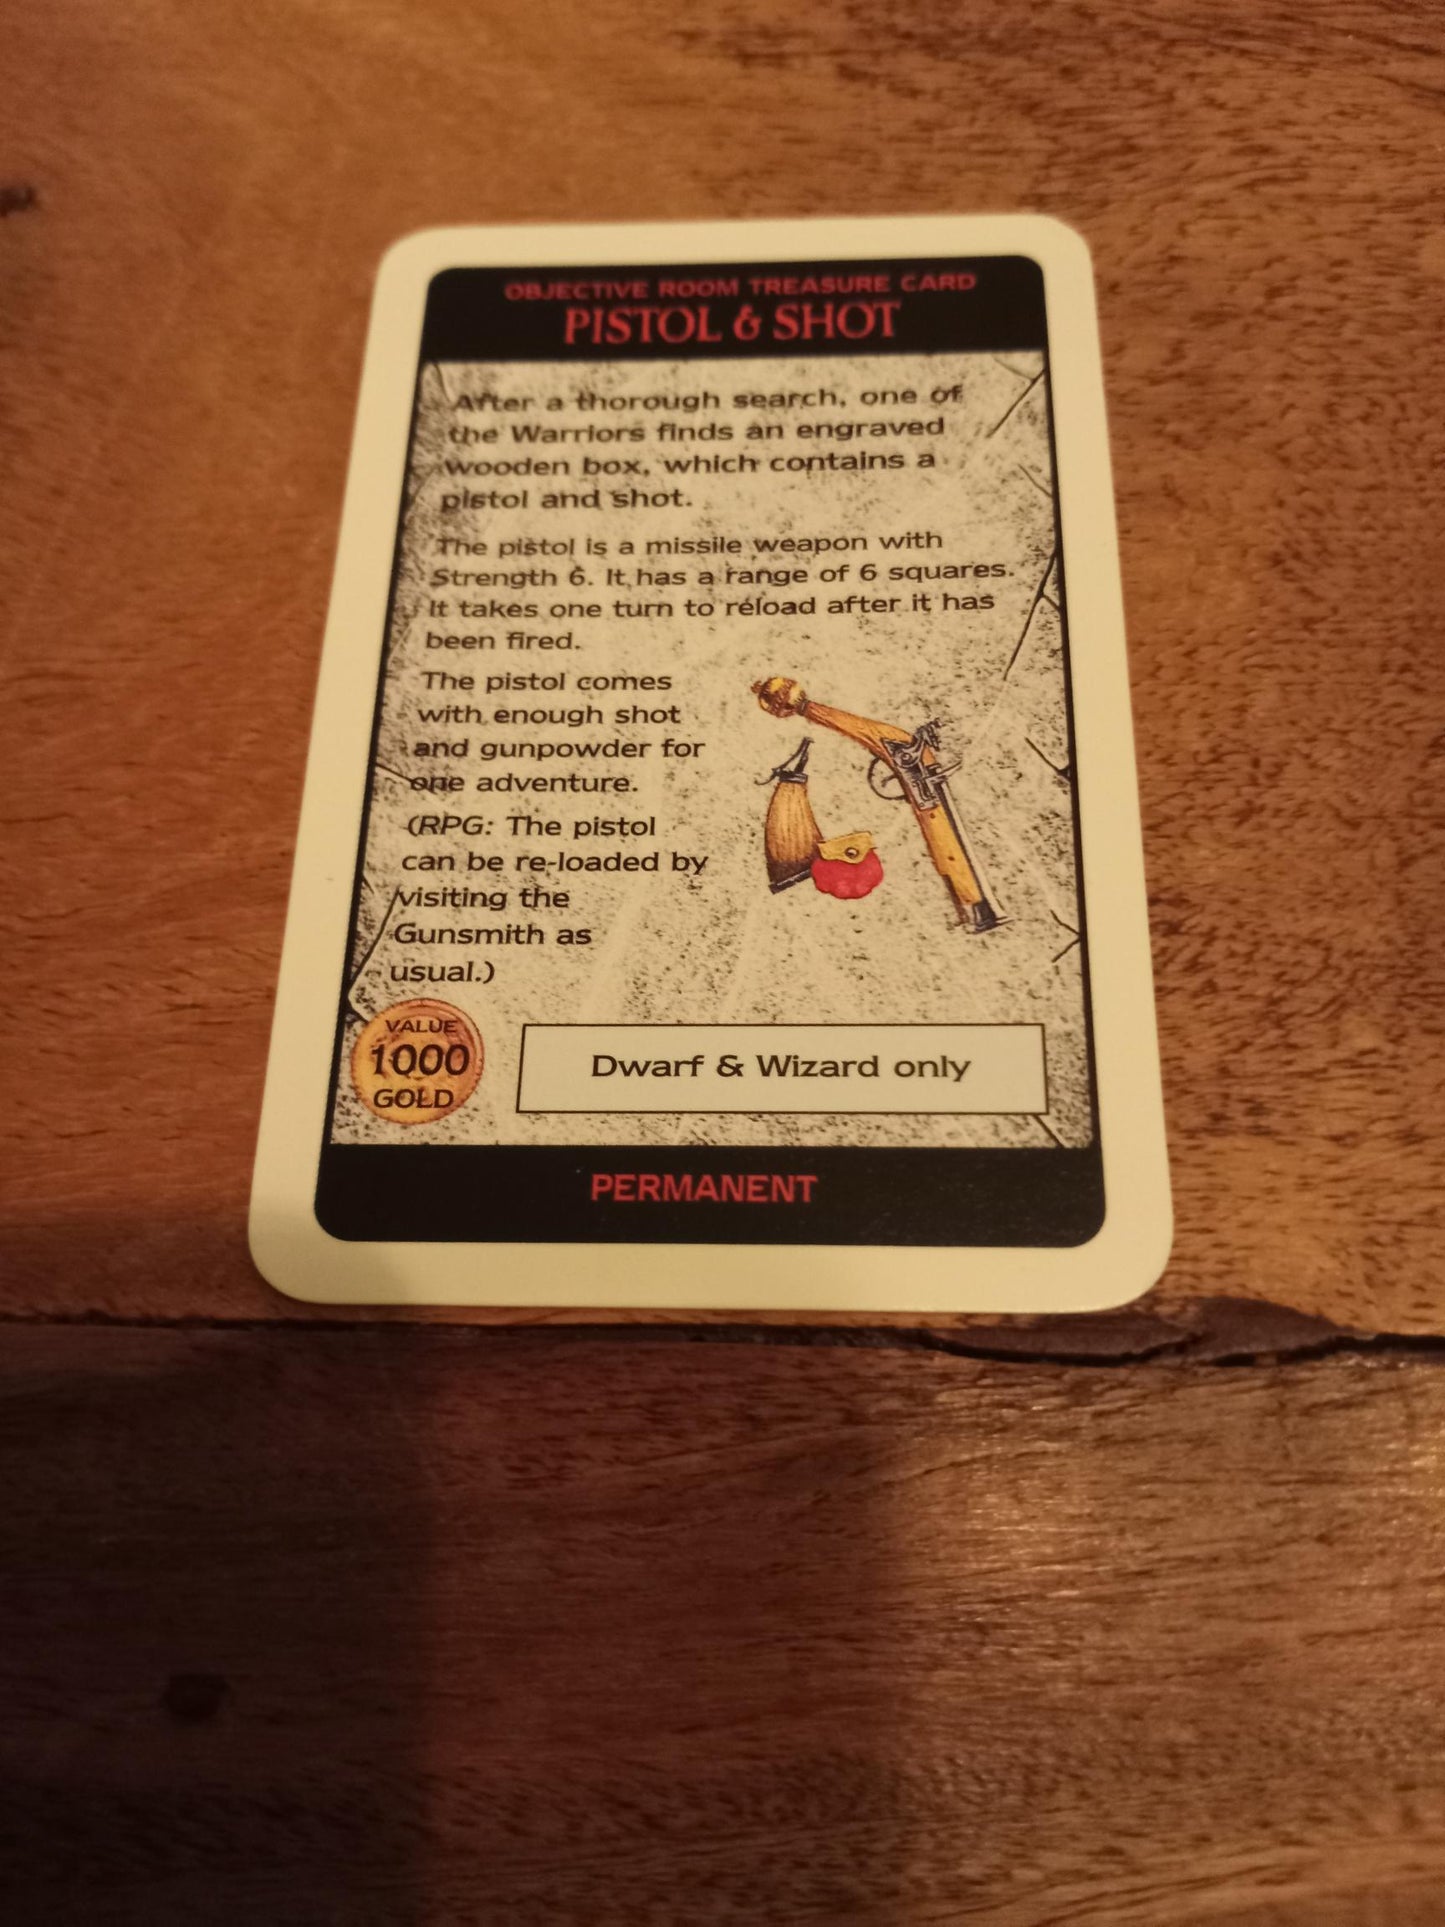 OBJECTIVE ROOM TREASURE CARD
PISTOL & SHOT
After a thorough search, one of
the Warriors finds an engraved
wooden box, which contains a
pistol and shot.
The pistol is a missile weapon with
Strength 6. It has a range of 6 squares.
It takes one turn to reload after it has
been fired.
The pistol comes
with enough shot
and gunpowder for
one adventure.
(RPG: The pistol
can be re-loaded by
visiting the
Gunsmith as
usual.)
VALUE
1000
GOLD
Dwarf & Wizard only
PERMANENT